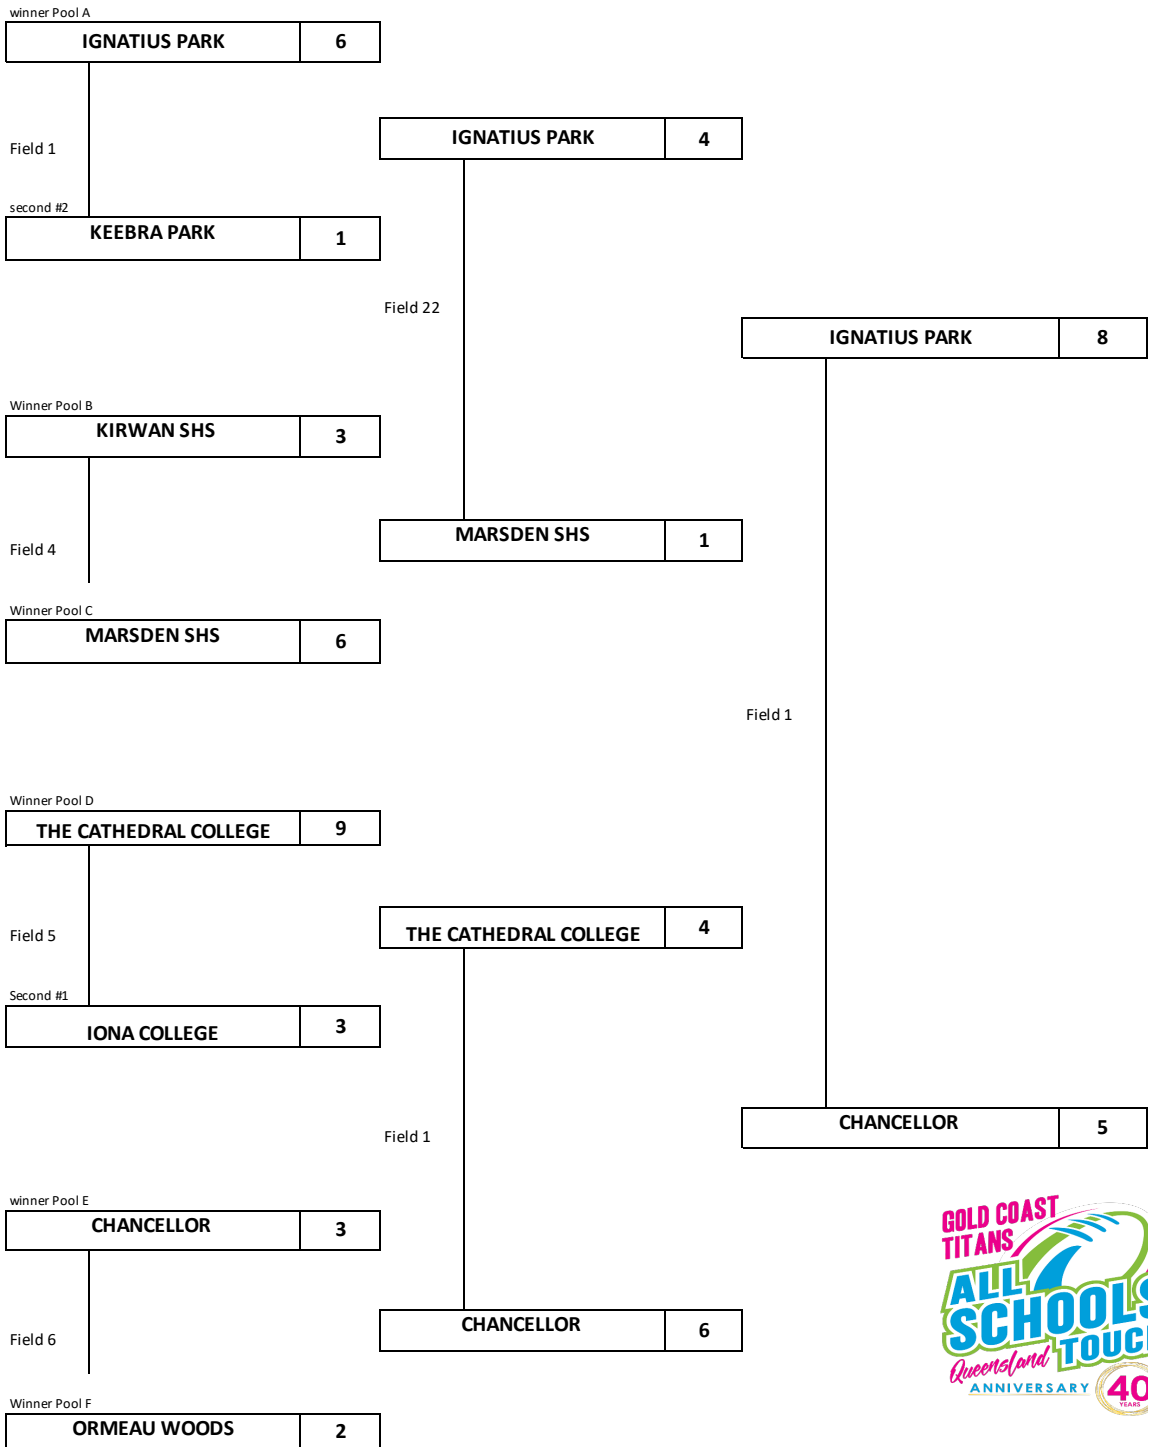 winner Pool A
IGNATIUS PARK 6
Field 1
IGNATIUS PARK 4
second #2
KEEBRA PARK 1
Field 22
IGNATIUS PARK 8
Winner Pool B
KIRWAN SHS 3
Field 4
MARSDEN SHS 1
Winner Pool C
MARSDEN SHS 6
Field 1
Winner Pool D
THE CATHEDRAL COLLEGE 9
Field 5
THE CATHEDRAL COLLEGE 4
Second #1
IONA COLLEGE 3
Field 1
CHANCELLOR 5
winner Pool E
CHANCELLOR 3
Field 6
CHANCELLOR 6
Winner Pool F
ORMEAU WOODS 2
GOLD COAST
TITANS
ALL
SCHOOLS
TOUC
Queensland
ANNIVERSARY
40
YEARS